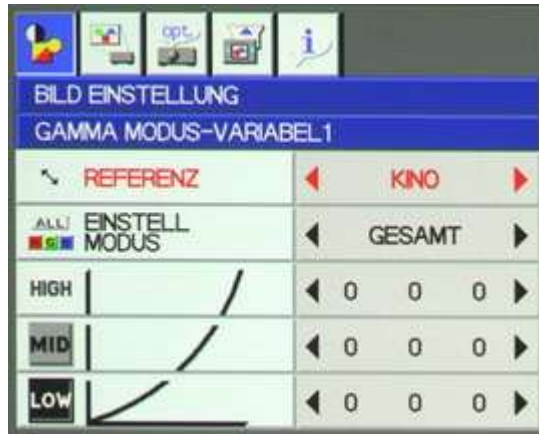 opt.
i
BILD EINSTELLUNG
GAMMA MODUS-VARIABEL1
REFERENZ KINO
ALL EINSTELL MODUS GESAMT
R G B
HIGH 0 0 0
MID 0 0 0
LOW 0 0 0